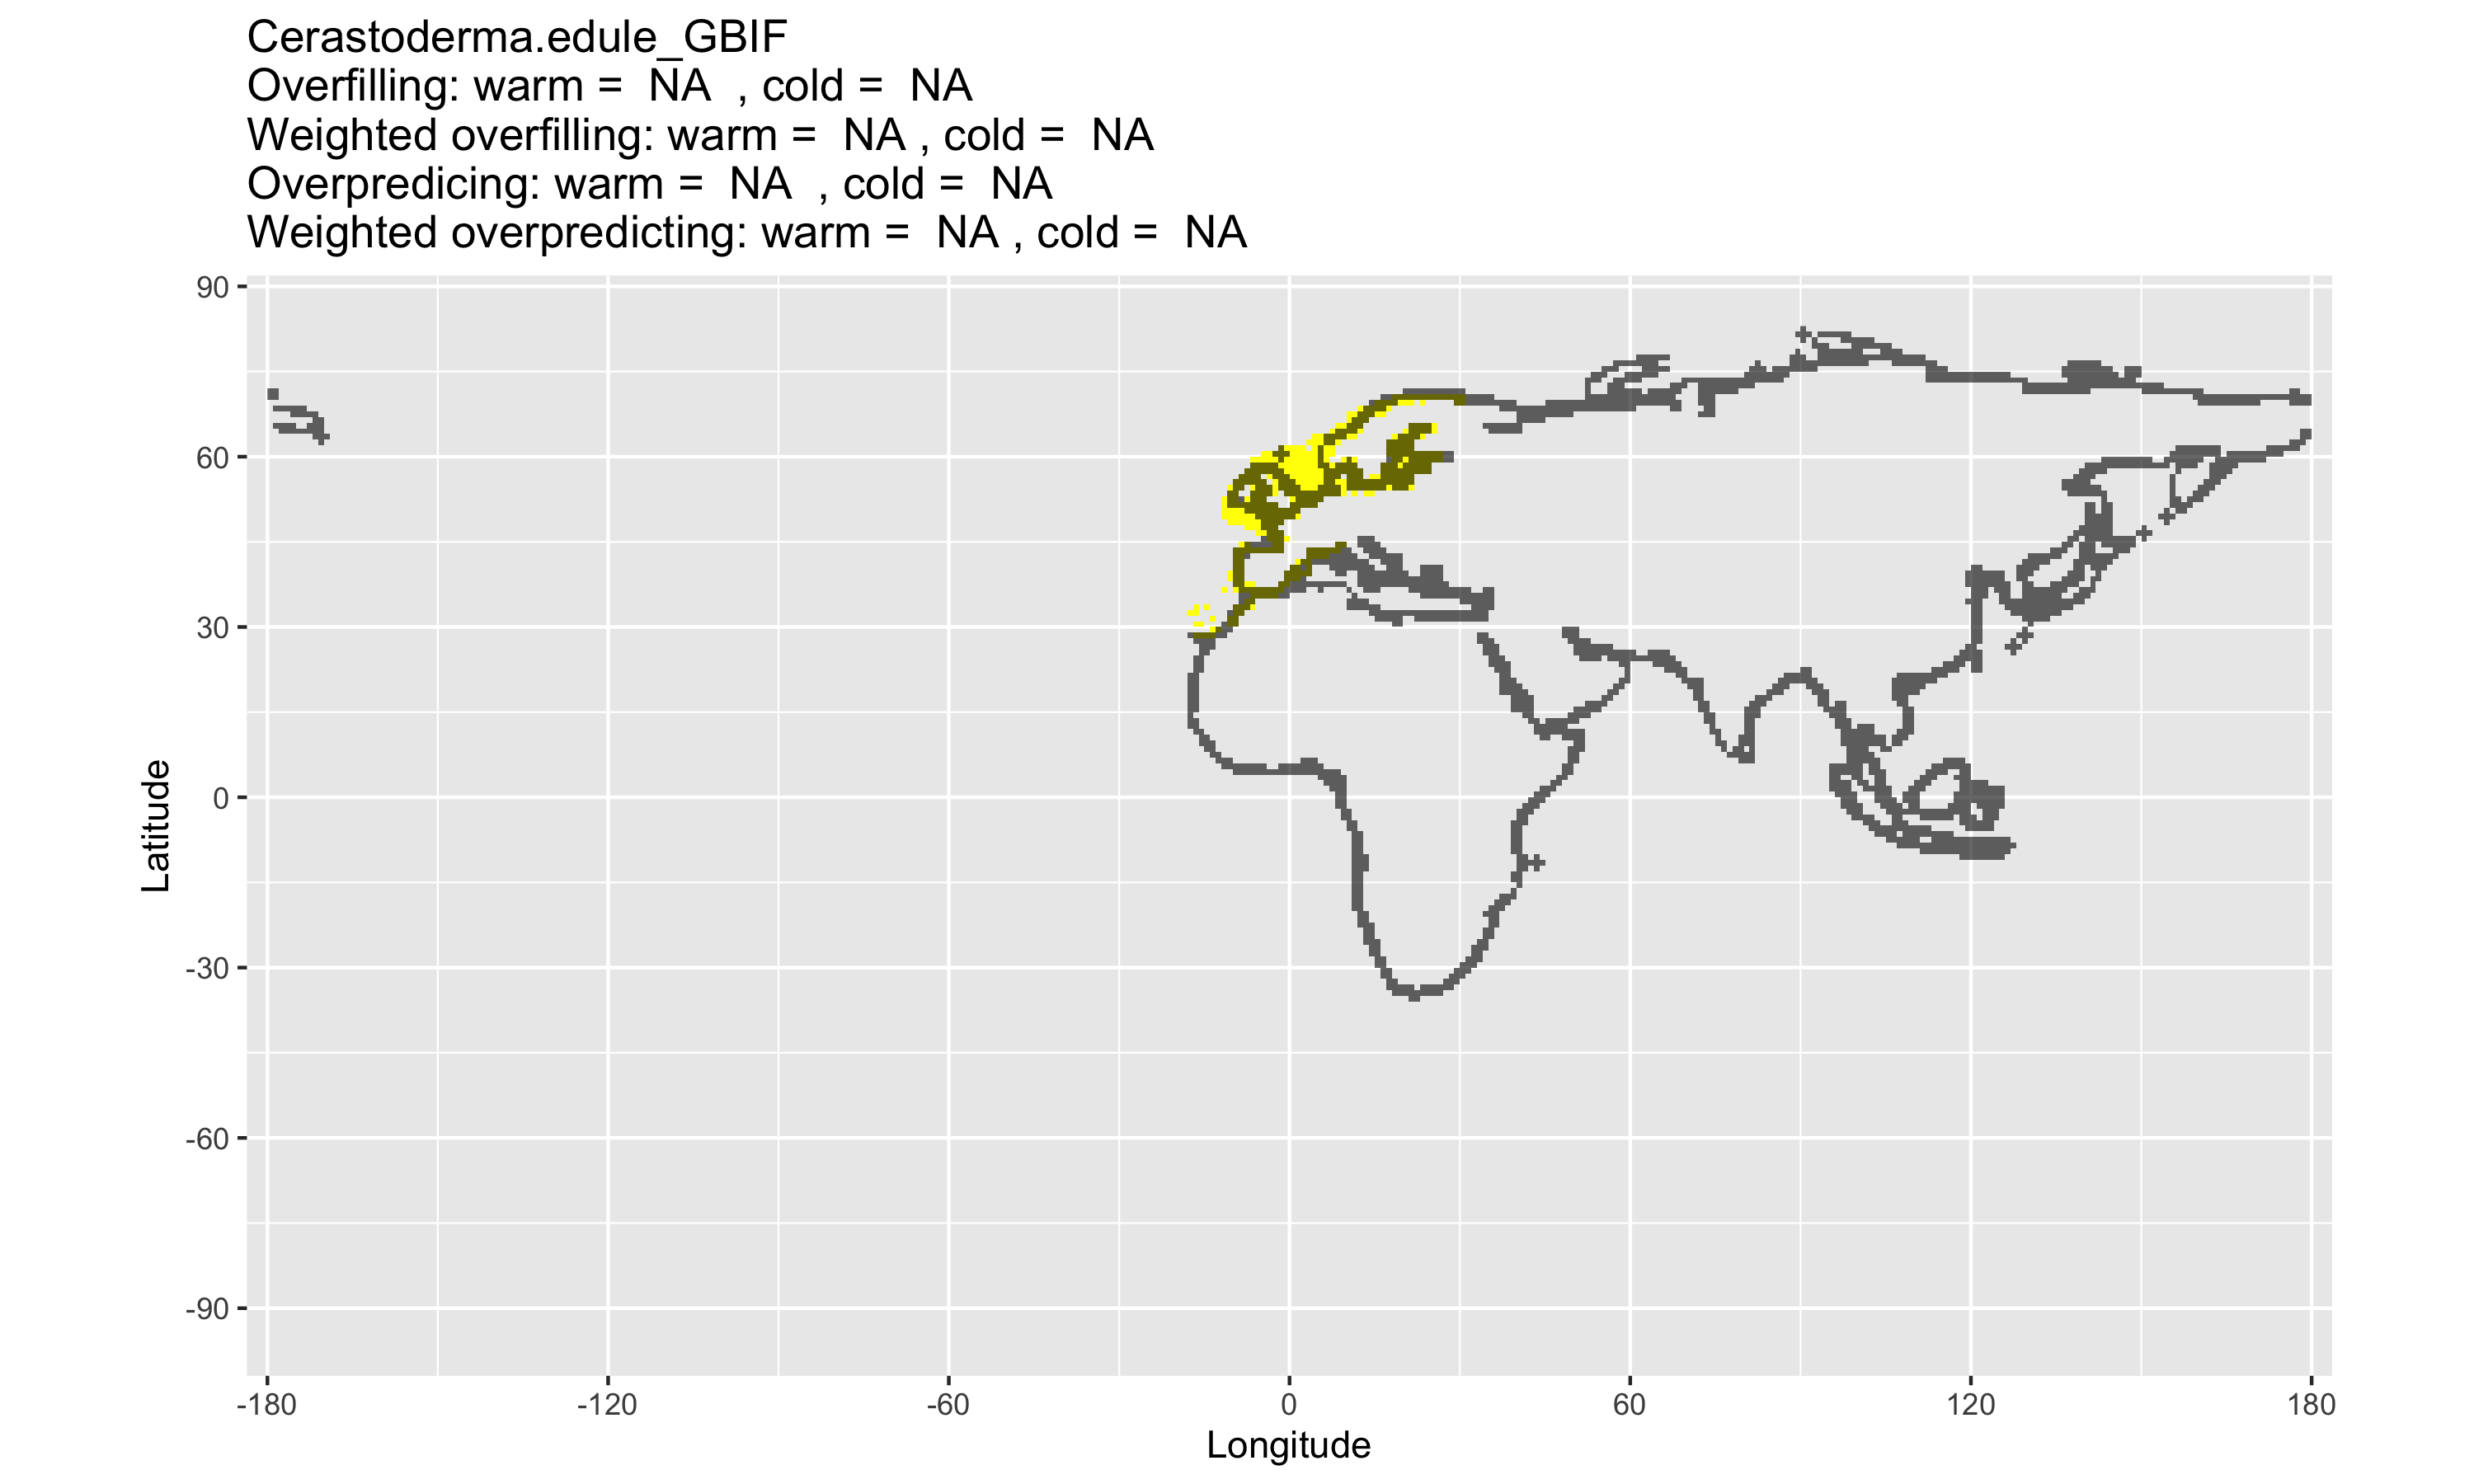 Cerastoderma.edule_GBIF
Overfilling: warm =  NA  , cold =  NA
Weighted overfilling: warm =  NA , cold =  NA
Overpredicing: warm =  NA  , cold =  NA
Weighted overpredicting: warm =  NA , cold =  NA
90
60
30
0
-30
-60
-90
Latitude
-180 -120 -60 0 60 120 180
Longitude